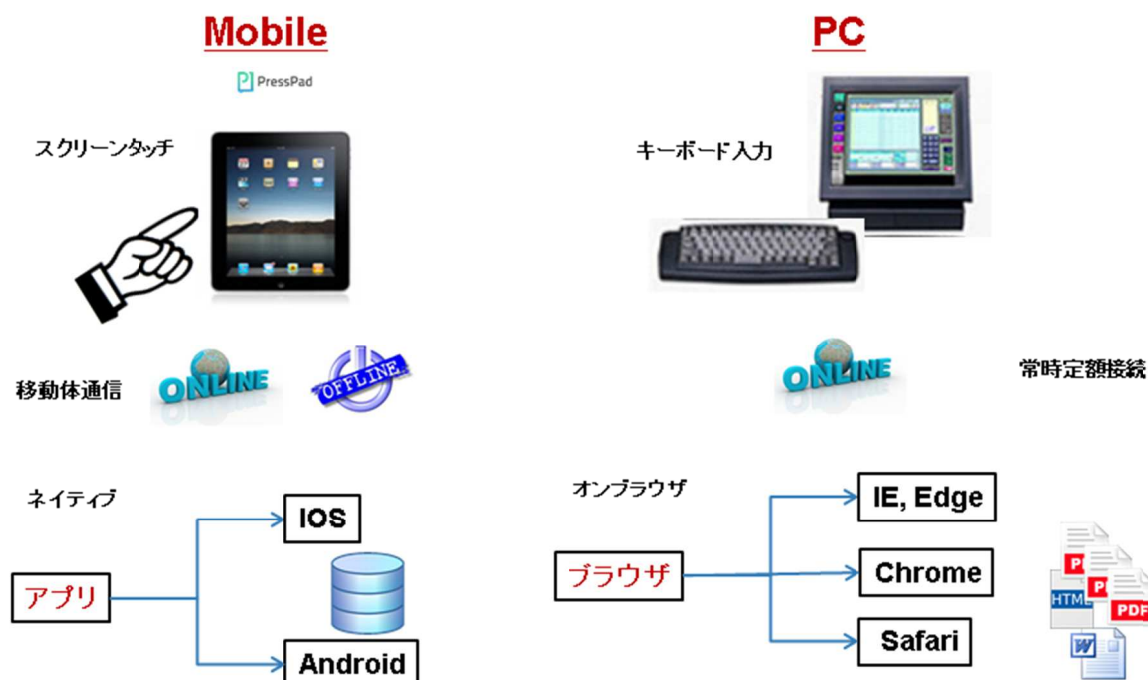 Mobile
PC
PressPad
スクリーンタッチ
キーボード入力
移動体通信
ONLINE
OFFLINE
ONLINE
常時定額接続
ネイティブ
オンブラウザ
IOS
IE, Edge
アプリ
ブラウザ
Chrome
Android
Safari
PDF
HTML
PDF
W